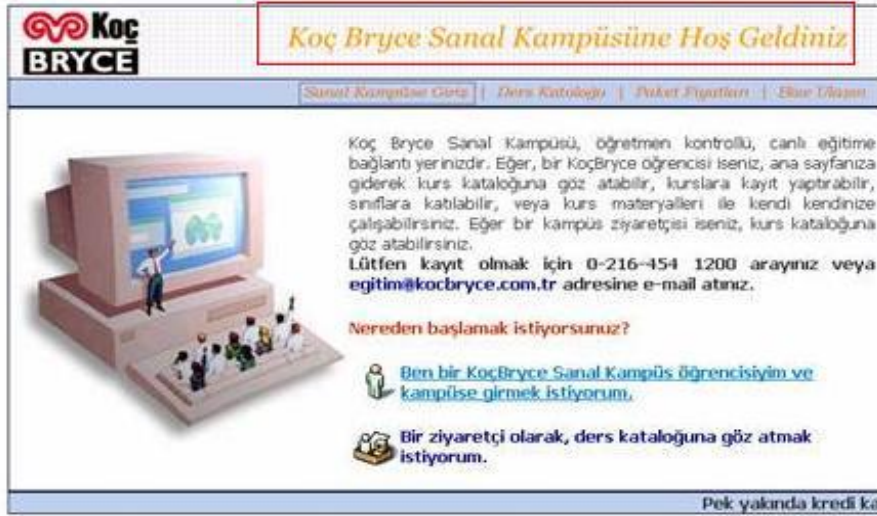 Koç
BRYCE
Koç Bryce Sanal Kampüsüne Hoş Geldiniz
Sanal Kampüse Giriş | Ders Kataloğu | Paket Fiyatları | Bize Ulaşın
Koç Bryce Sanal Kampüsü, öğretmen kontrollü, canlı eğitime
bağlantı yerinizdir. Eğer, bir KoçBryce öğrencisi iseniz, ana sayfanıza
giderek kurs kataloğuna göz atabilir, kurslara kayıt yaptırabilir,
sınıflara katılabilir, veya kurs materyalleri ile kendi kendinize
çalışabilirsiniz. Eğer bir kampüs ziyaretçisi iseniz, kurs kataloğuna
göz atabilirsiniz.
Lütfen kayıt olmak için 0-216-454 1200 arayınız veya
egitim@kocbryce.com.tr adresine e-mail atınız.
Nereden başlamak istiyorsunuz?
Ben bir KoçBryce Sanal Kampüs öğrencisiyim ve
kampüse girmek istiyorum.
Bir ziyaretçi olarak, ders kataloğuna göz atmak
istiyorum.
Pek yakında kredi ka